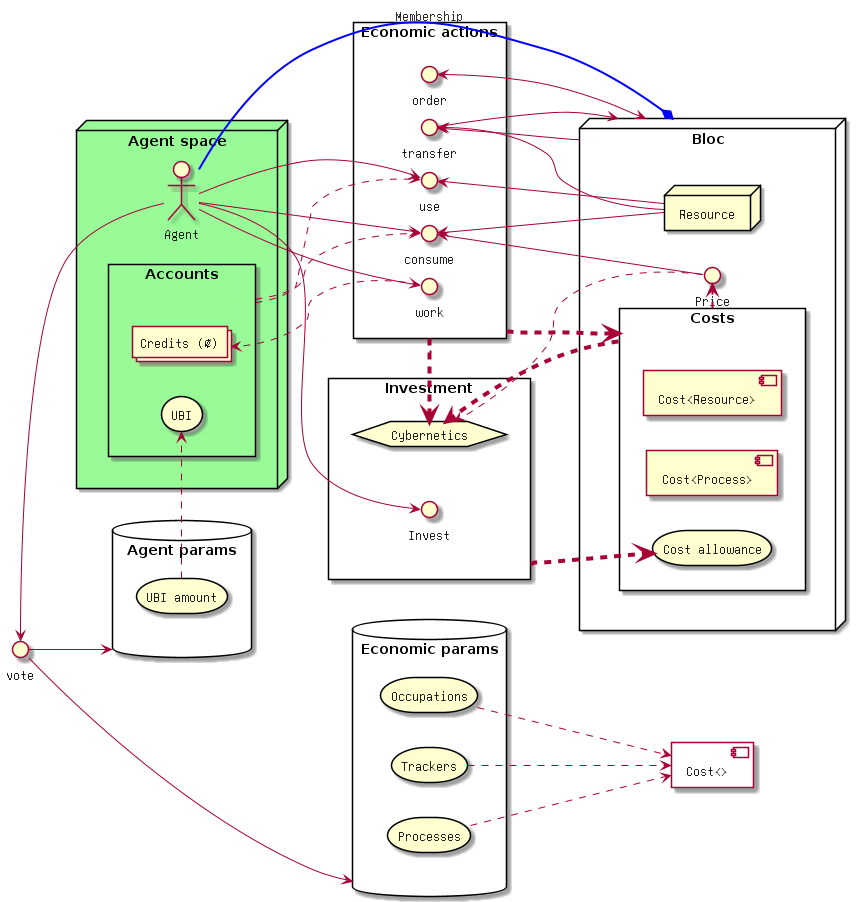 Membership
Economic actions
order
transfer
use
consume
work
Agent space
Agent
Accounts
Credits (₡)
UBI
Agent params
UBI amount
vote
Investment
Cybernetics
Invest
Bloc
Resource
Price
Costs
Cost<Resource>
Cost<Process>
Cost allowance
Economic params
Occupations
Trackers
Processes
Cost<>